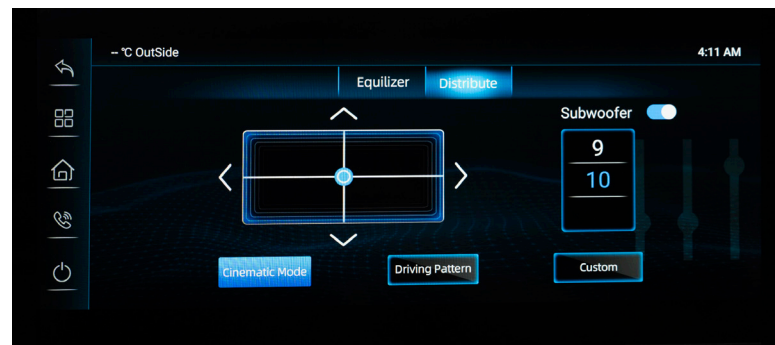 -- °C OutSide
4:11 AM
Equilizer
Distribute
Subwoofer
9
10
Cinematic Mode
Driving Pattern
Custom